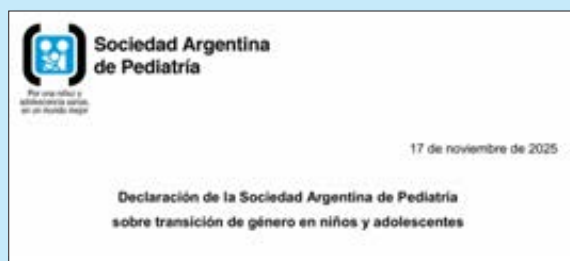 Sociedad Argentina
de Pediatría
Por una niñez y
adolescencia sanas,
en un mundo mejor
17 de noviembre de 2025
Declaración de la Sociedad Argentina de Pediatría
sobre transición de género en niños y adolescentes